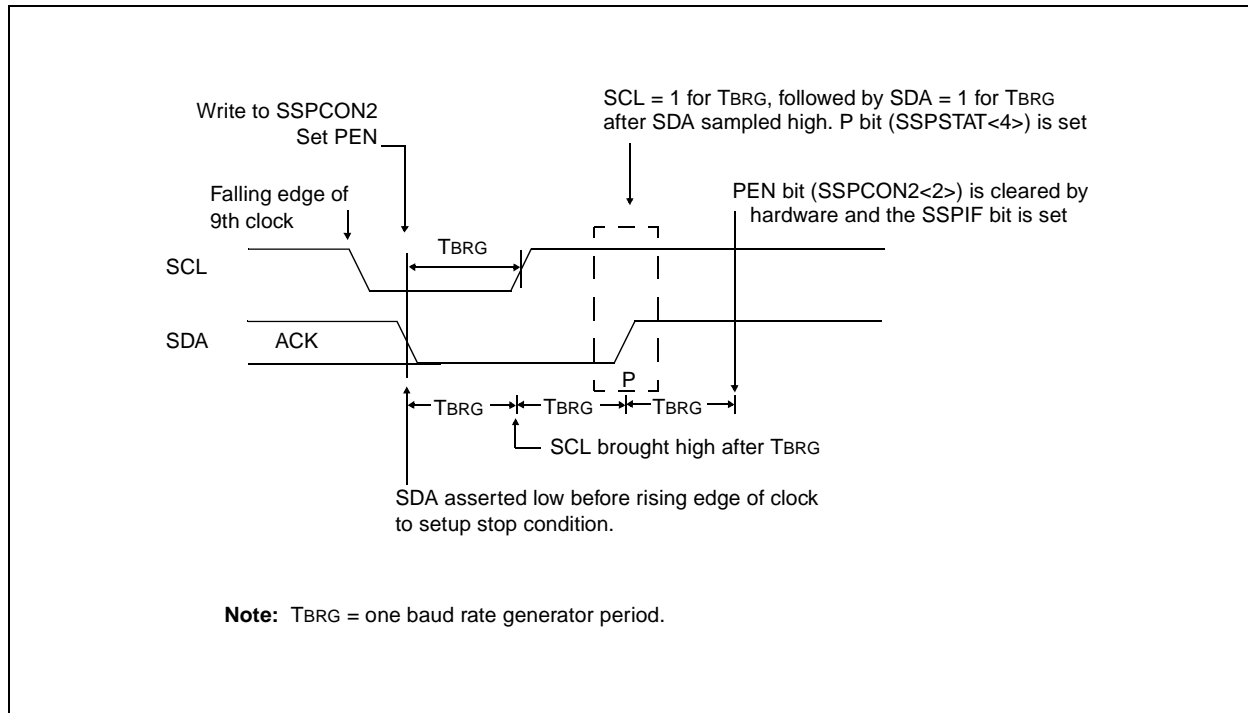 Write to SSPCON2
Set PEN
SCL = 1 for TBRG, followed by SDA = 1 for TBRG
after SDA sampled high. P bit (SSPSTAT<4>) is set
Falling edge of
9th clock
PEN bit (SSPCON2<2>) is cleared by
hardware and the SSPIF bit is set
TBRG
SCL
SDA
ACK
P
TBRG
TBRG
TBRG
SCL brought high after TBRG
SDA asserted low before rising edge of clock
to setup stop condition.
Note: TBRG = one baud rate generator period.